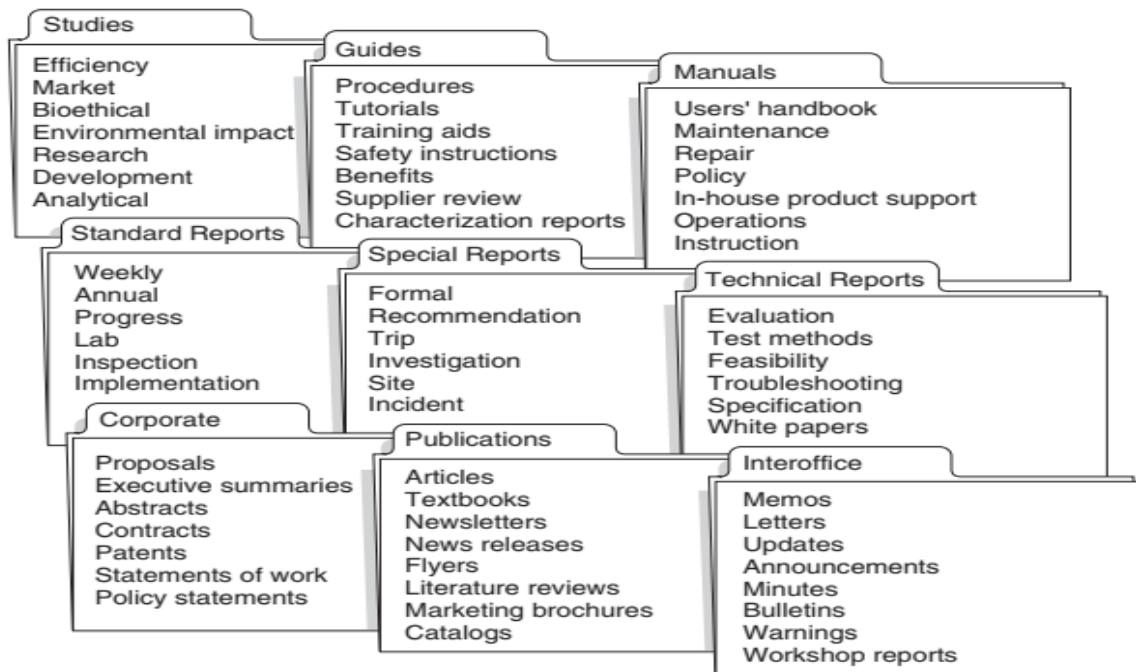 Studies
Efficiency
Market
Bioethical
Environmental impact
Research
Development
Analytical
Guides
Procedures
Tutorials
Training aids
Safety instructions
Benefits
Supplier review
Characterization reports
Manuals
Users' handbook
Maintenance
Repair
Policy
In-house product support
Operations
Instruction
Standard Reports
Weekly
Annual
Progress
Lab
Inspection
Implementation
Special Reports
Formal
Recommendation
Trip
Investigation
Site
Incident
Technical Reports
Evaluation
Test methods
Feasibility
Troubleshooting
Specification
White papers
Corporate
Proposals
Executive summaries
Abstracts
Contracts
Patents
Statements of work
Policy statements
Publications
Articles
Textbooks
Newsletters
News releases
Flyers
Literature reviews
Marketing brochures
Catalogs
Interoffice
Memos
Letters
Updates
Announcements
Minutes
Bulletins
Warnings
Workshop reports